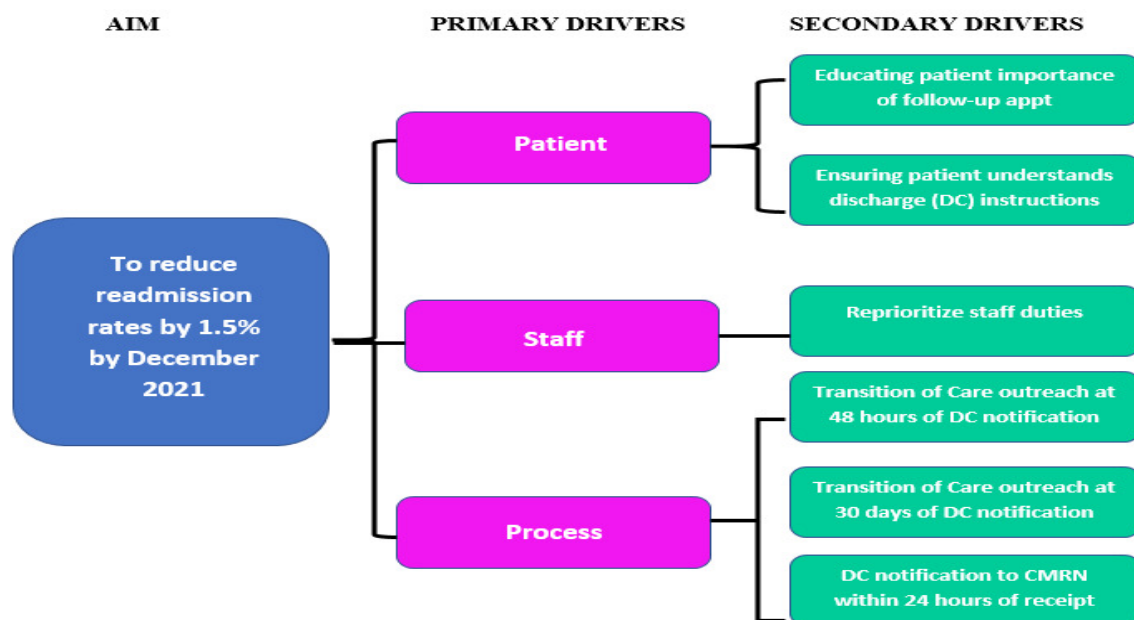 AIM
PRIMARY DRIVERS
SECONDARY DRIVERS
To reduce
readmission
rates by 1.5%
by December
2021
Patient
Educating patient importance
of follow-up appt
Ensuring patient understands
discharge (DC) instructions
Staff
Reprioritize staff duties
Process
Transition of Care outreach at
48 hours of DC notification
Transition of Care outreach at
30 days of DC notification
DC notification to CMRN
within 24 hours of receipt